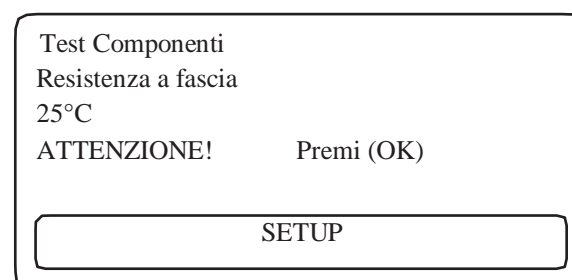 Test Componenti
Resistenza a fascia
25°C
ATTENZIONE! Premi (OK)
SETUP